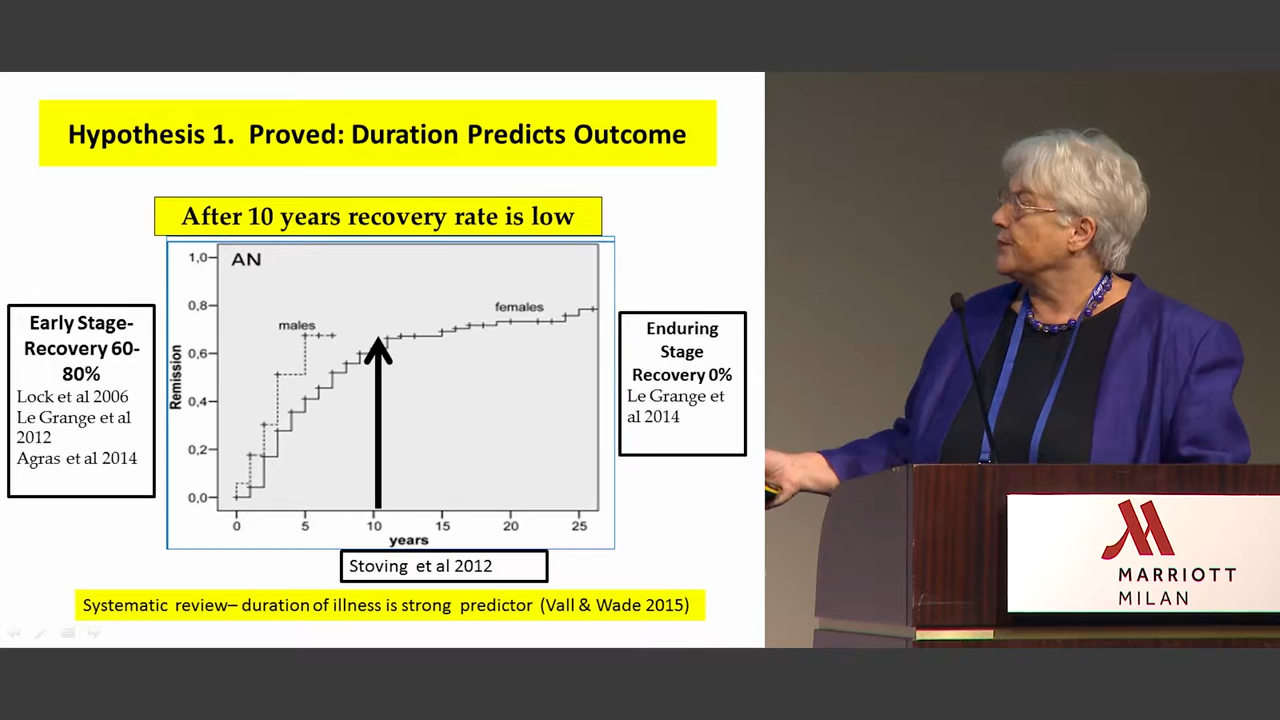 Hypothesis 1. Proved: Duration Predicts Outcome
After 10 years recovery rate is low
Early Stage-
Recovery 60-
80%
Lock et al 2006
Le Grange et al
2012
Agras et al 2014
AN
males
females
Remission
1,0
0,8
0,6
0,4
0,2
0,0
0 5 10 15 20 25
years
Enduring
Stage
Recovery 0%
Le Grange et
al 2014
Stoving et al 2012
Systematic review– duration of illness is strong predictor (Vall & Wade 2015)
MARRIOTT
MILAN